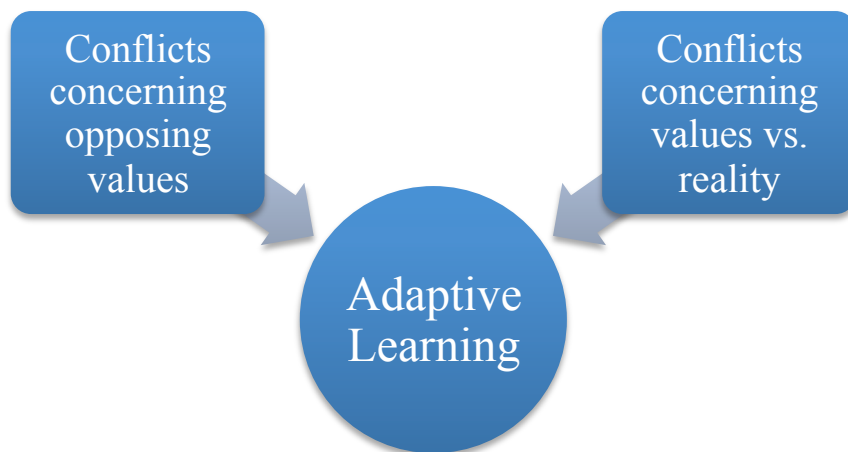 Conflicts
concerning
opposing
values
Conflicts
concerning
values vs.
reality
Adaptive
Learning